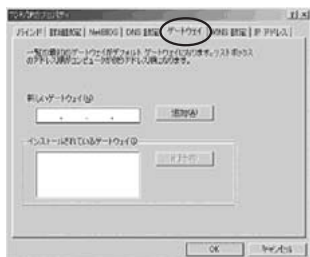 TCP/IPのプロパティ
バインド | 詳細設定 | NetBIOS | DNS 設定 | ゲートウェイ | WINS 設定 | IP アドレス
一覧の最初のゲートウェイがデフォルト ゲートウェイになります。リスト ボックス
のアドレス順がコンピュータが使うアドレス順になります。
新しいゲートウェイ(N)
追加(A)
インストールされているゲートウェイ(I)
OK
キャンセル